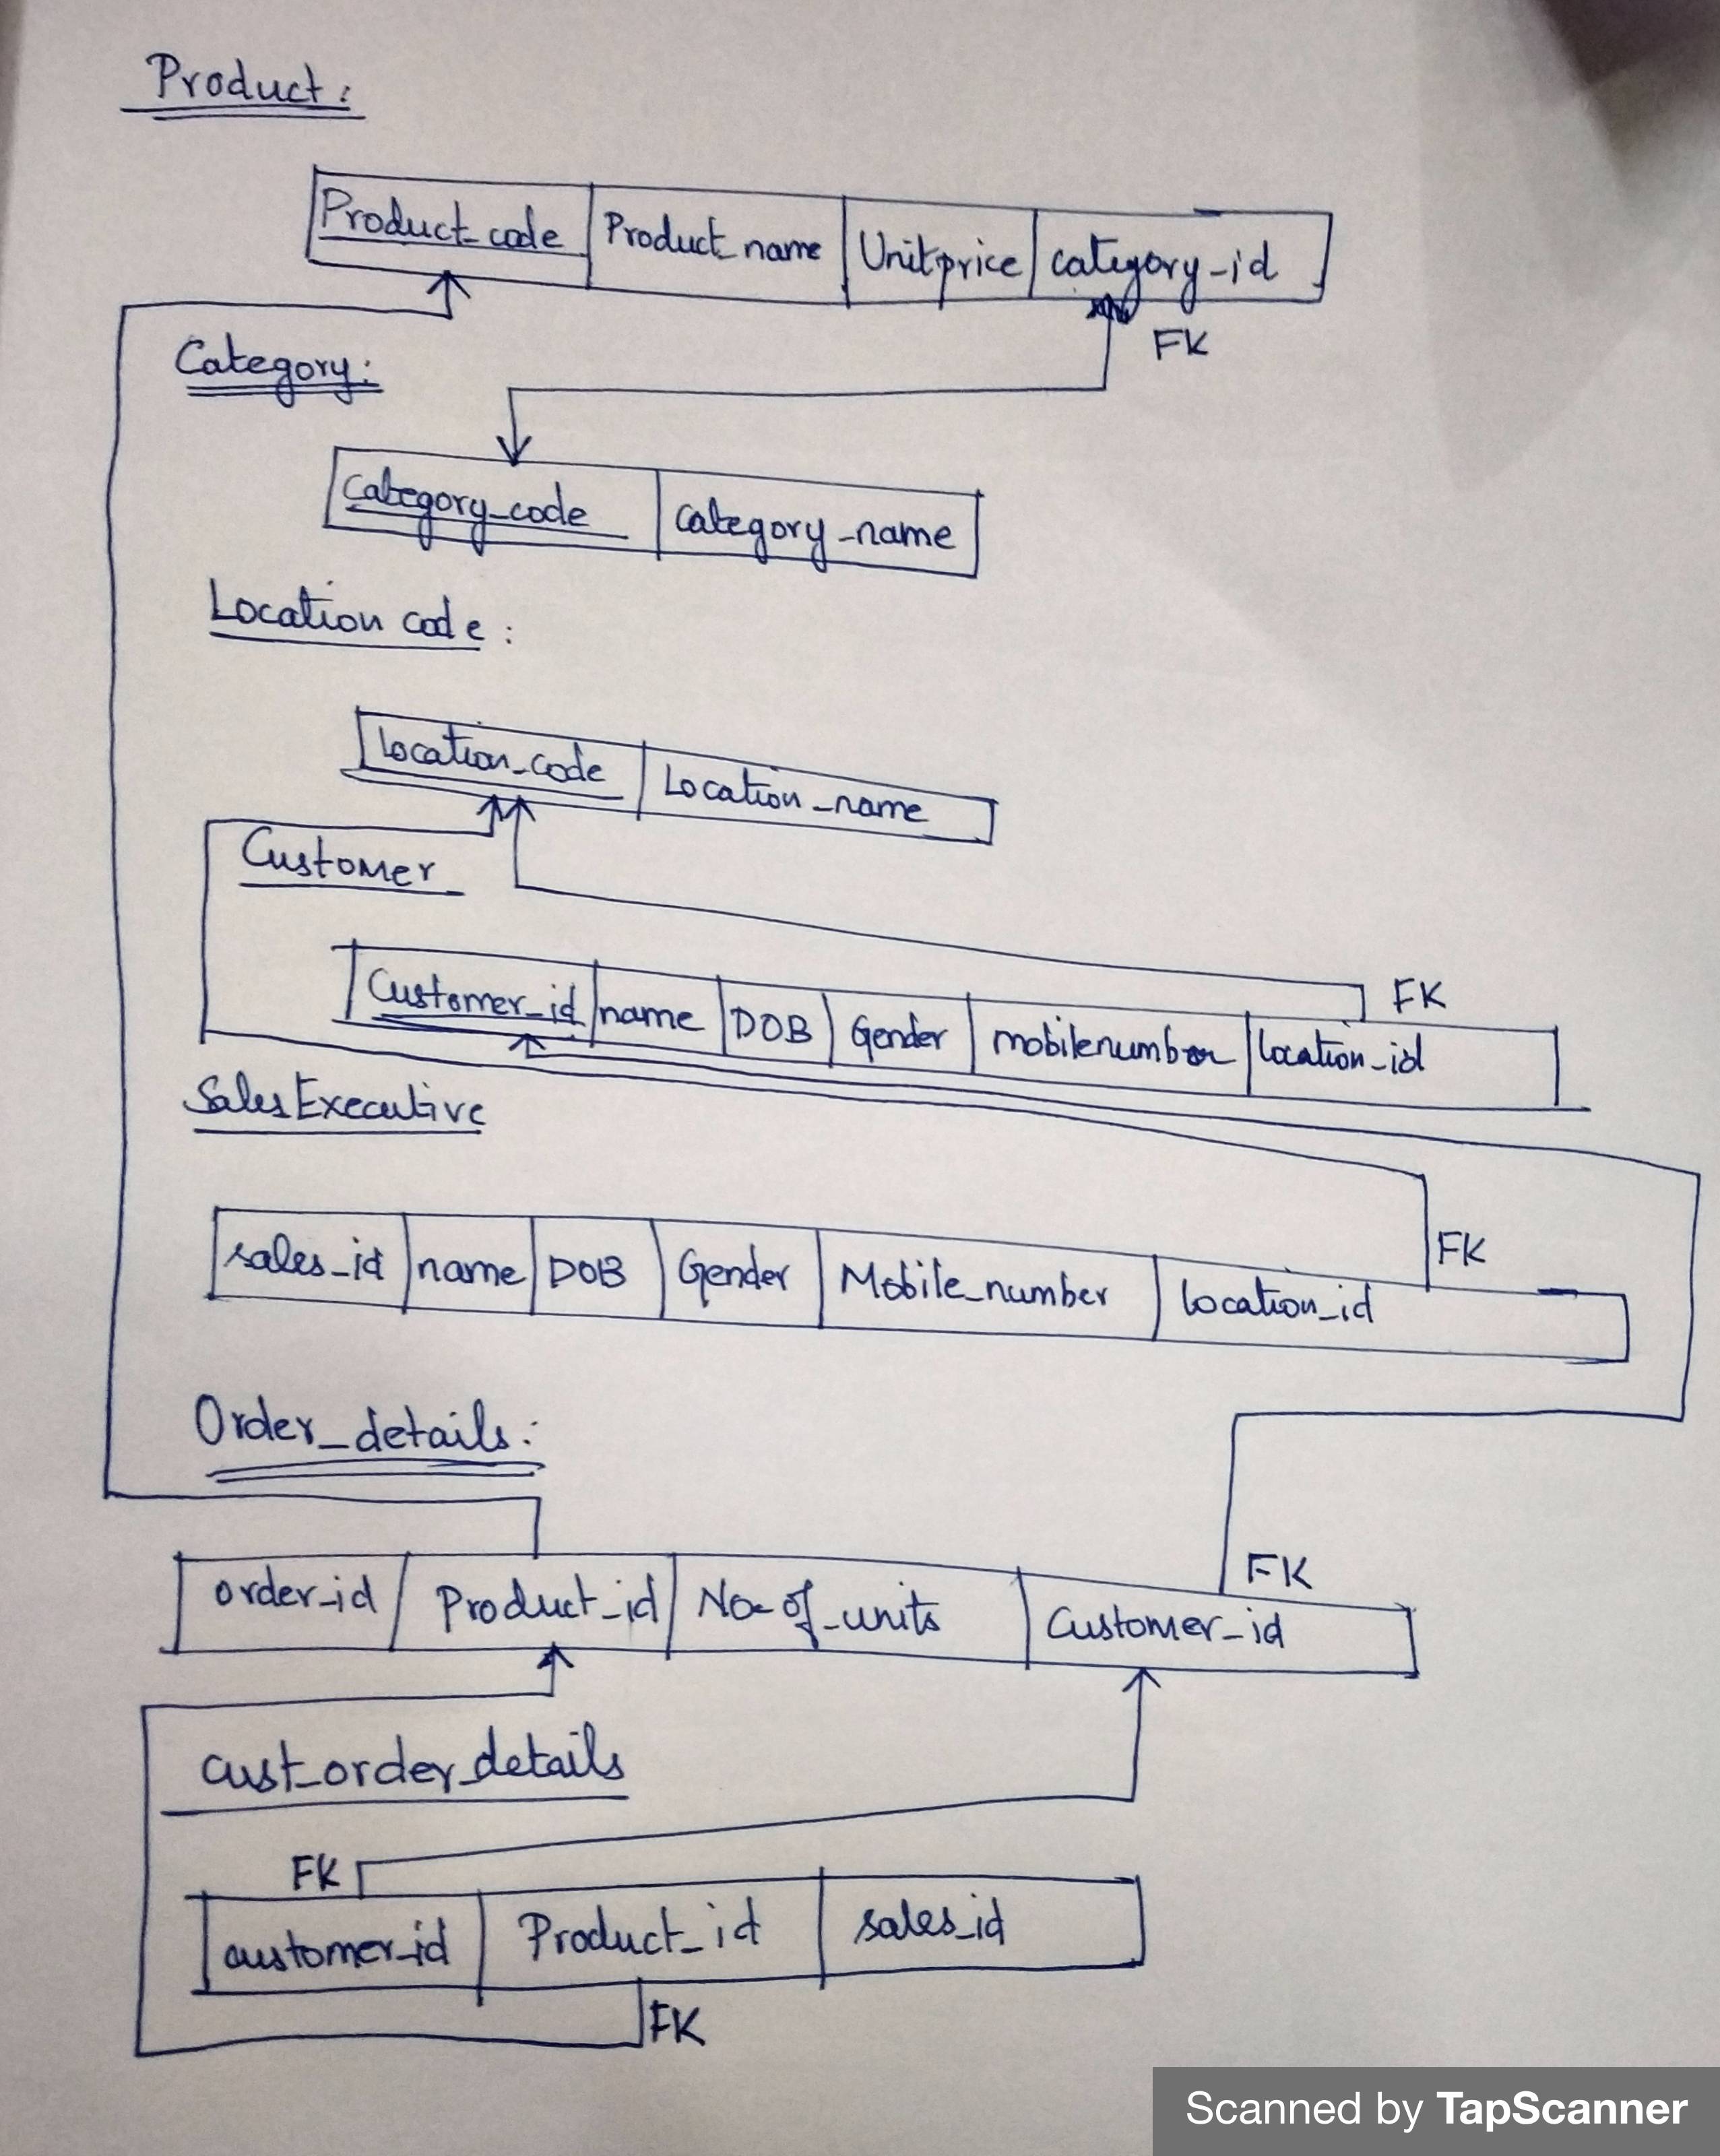 Product:
Product_code Product_name Unitprice category_id
FK
Category:
Category_code category_name
Location code:
Location_code Location_name
Customer
FK
Customer_id name DOB Gender mobilenumber location_id
SalesExecutive
FK
sales_id name DOB Gender Mobile_number location_id
Order_details:
FK
order_id Product_id No_of_units Customer_id
cust_order_details
FK
customer_id Product_id sales_id
FK
Scanned by TapScanner